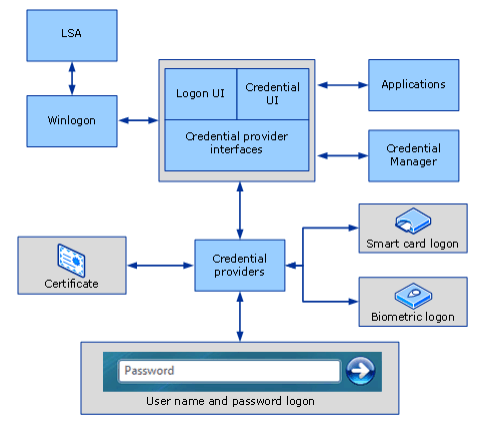 LSA
Winlogon
Logon UI
Credential
UI
Credential provider
interfaces
Applications
Credential
Manager
Certificate
Credential
providers
Smart card logon
Biometric logon
Password
User name and password logon